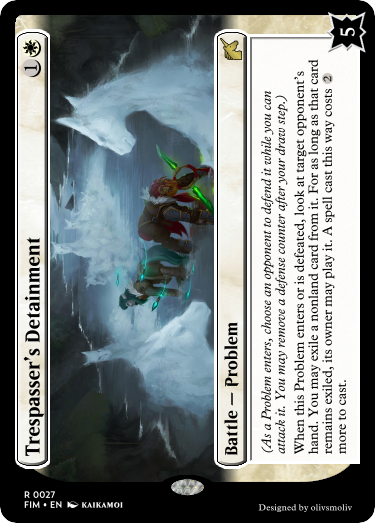 Trespasser's Detainment
1
Battle — Problem
(As a Problem enters, choose an opponent to defend it while you can
attack it. You may remove a defense counter after your draw step.)
When this Problem enters or is defeated, look at target opponent's
hand. You may exile a nonland card from it. For as long as that card
remains exiled, its owner may play it. A spell cast this way costs 2
more to cast.
5
R 0027
FIM • EN KAIKAMOI
Designed by olivsmoliv